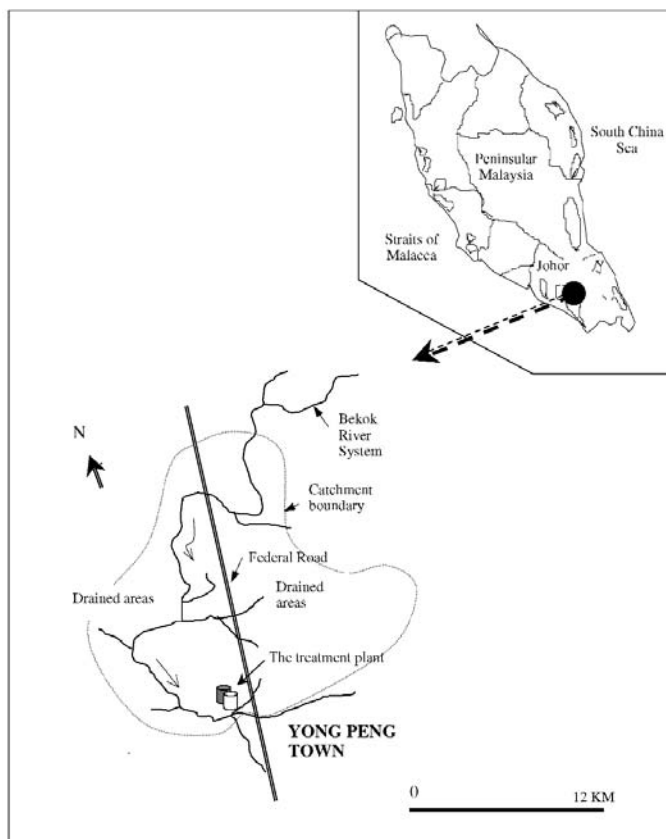 South China
Sea
Peninsular
Malaysia
Straits of
Malacca
Johor
N
Bekok
River
System
Catchment
boundary
Federal Road
Drained areas
Drained
areas
The treatment plant
YONG PENG
TOWN
0
12 KM